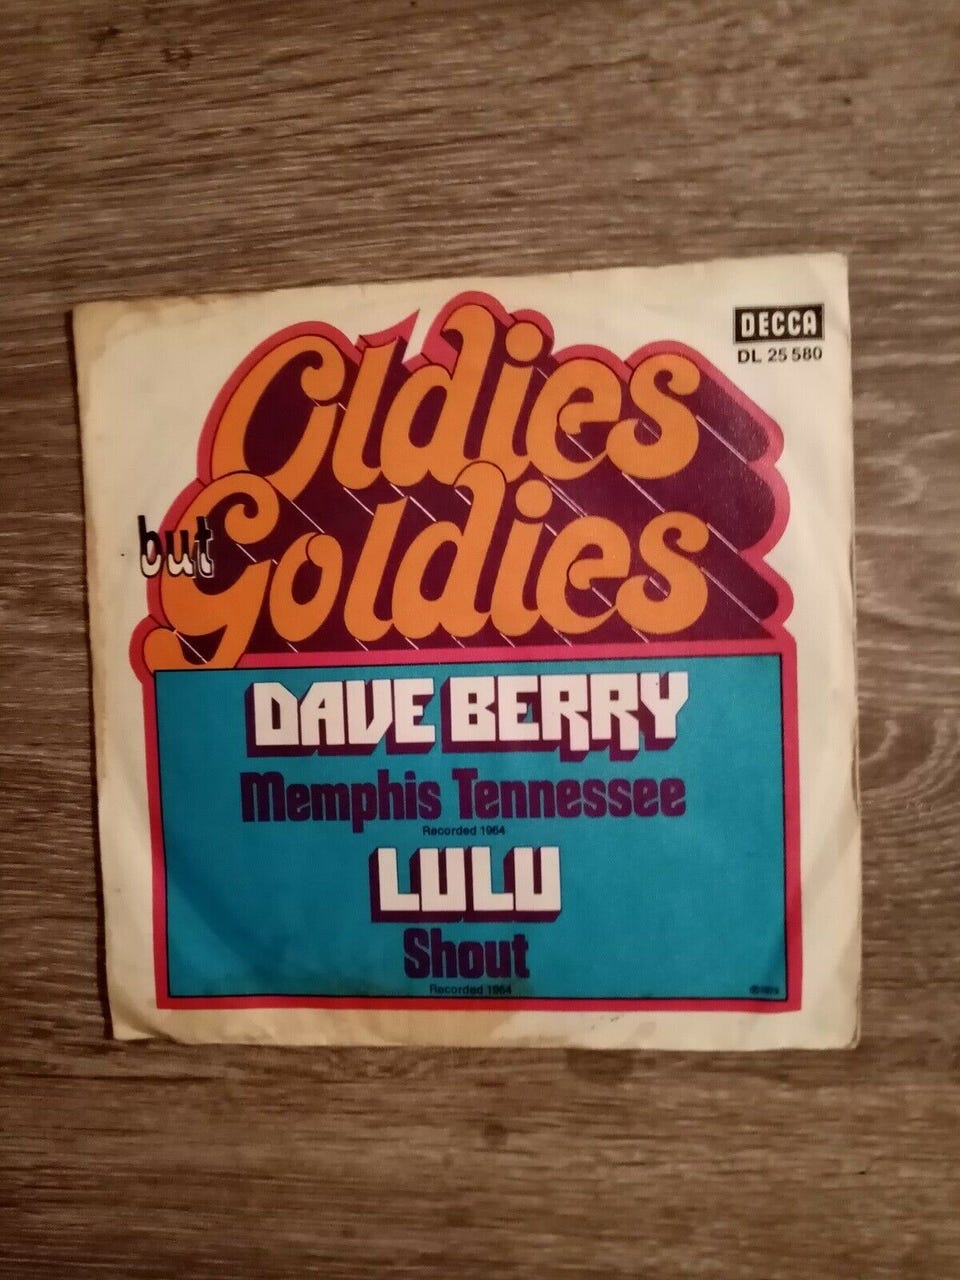 DECCA
DL 25 580
Oldies
but
Goldies
DAVE BERRY
Memphis Tennessee
Recorded 1964
LULU
Shout
Recorded 1964